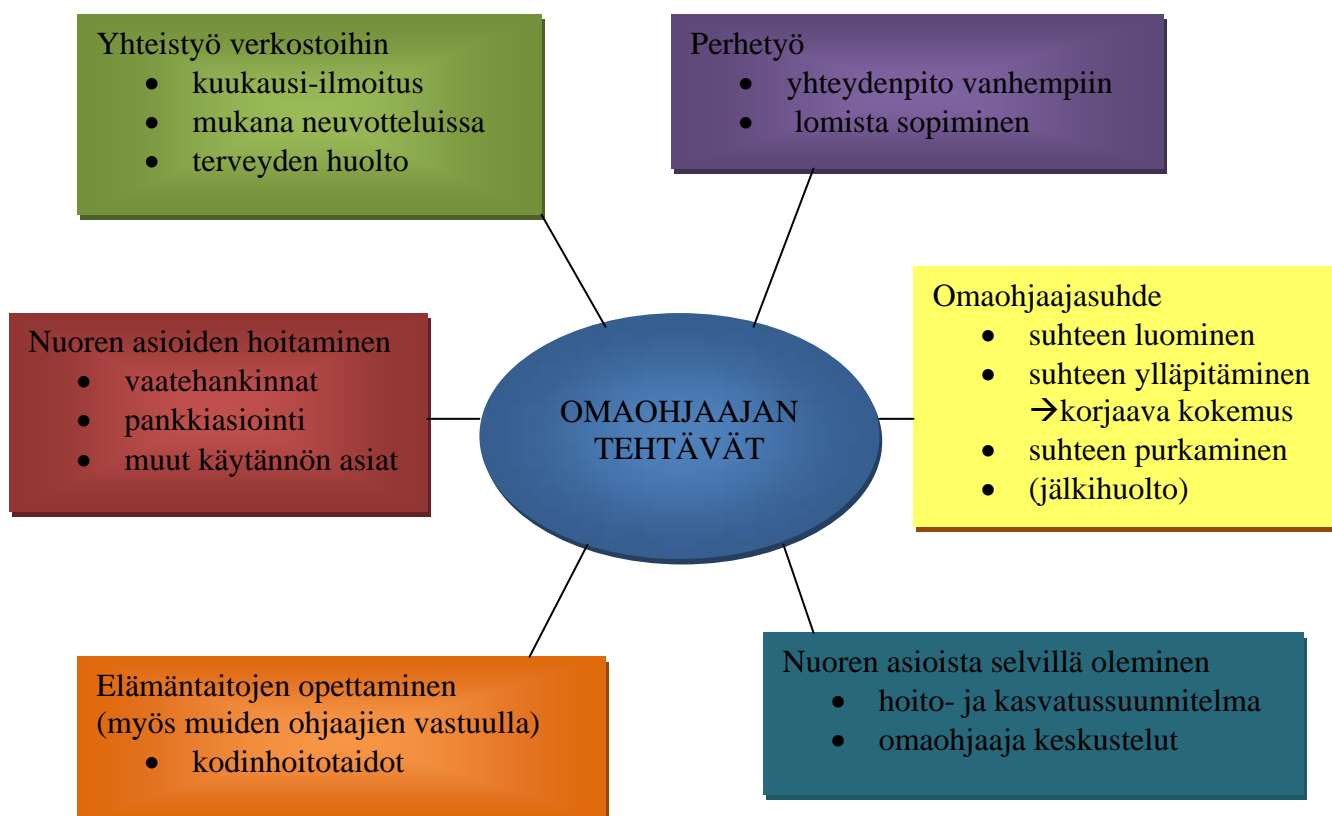 Yhteistyö verkostoihin
• kuukausi-ilmoitus
• mukana neuvotteluissa
• terveyden huolto
Perhetyö
• yhteydenpito vanhempiin
• lomista sopiminen
Nuoren asioiden hoitaminen
• vaatehankinnat
• pankkiasiointi
• muut käytännön asiat
OMAOHJAAJAN
TEHTÄVÄT
Omaohjaajasuhde
• suhteen luominen
• suhteen ylläpitäminen
→korjaava kokemus
• suhteen purkaminen
• (jälkihuolto)
Elämäntaitojen opettaminen
(myös muiden ohjaajien vastuulla)
• kodinhoitotaidot
Nuoren asioista selvillä oleminen
• hoito- ja kasvatussuunnitelma
• omaohjaaja keskustelut